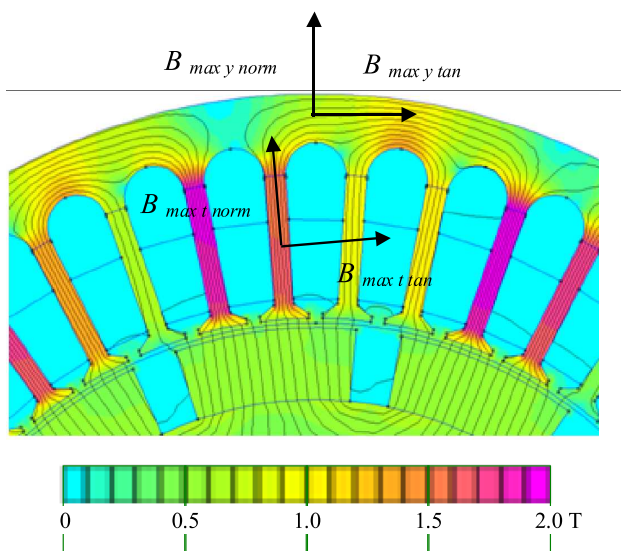 B max y norm
B max y tan
B max t norm
B max t tan
0 0.5 1.0 1.5 2.0 T